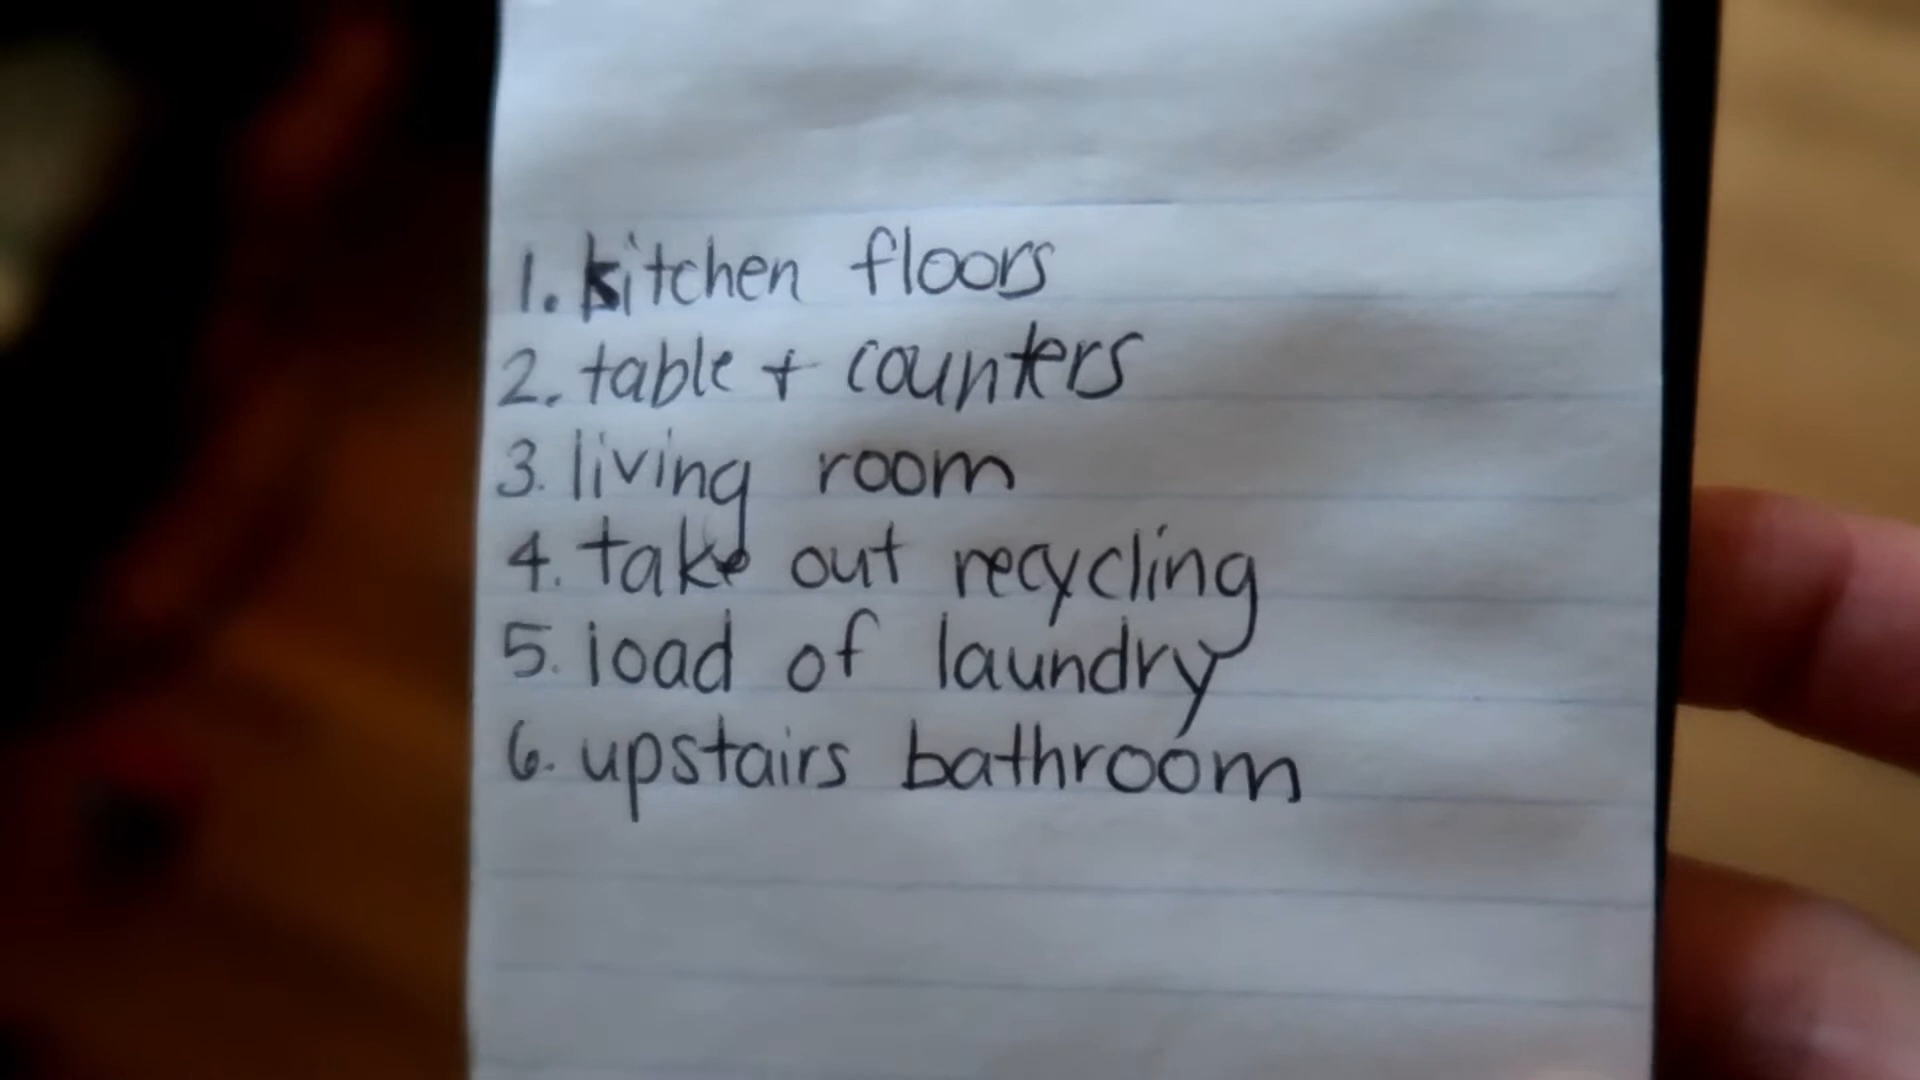 1. kitchen floors
2. table + counters
3. living room
4. take out recycling
5. load of laundry
6. upstairs bathroom